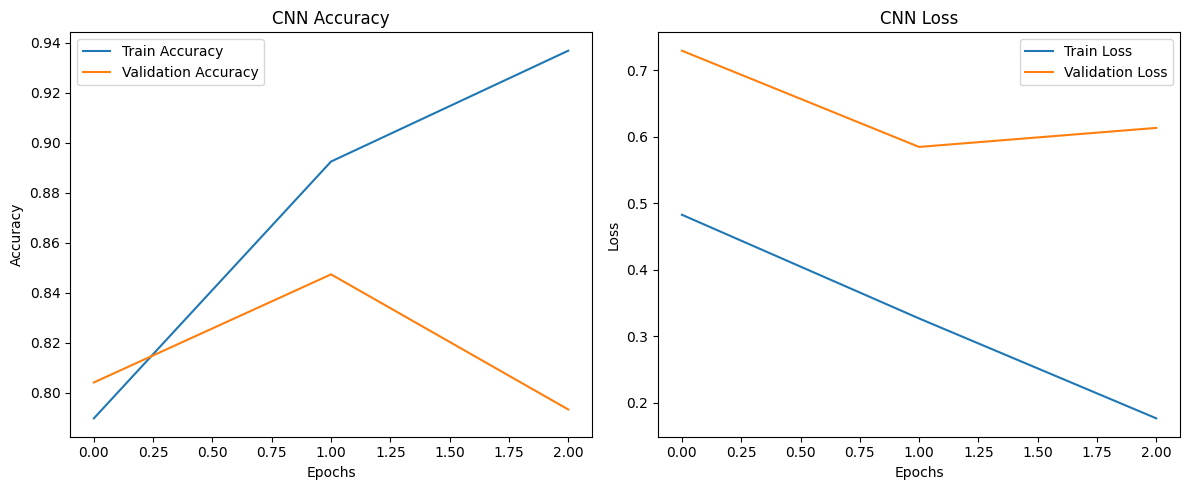 CNN Accuracy
Train Accuracy
Validation Accuracy
0.94
0.92
0.90
0.88
0.86
0.84
0.82
0.80
Accuracy
0.00 0.25 0.50 0.75 1.00 1.25 1.50 1.75 2.00
Epochs
CNN Loss
Train Loss
Validation Loss
0.7
0.6
0.5
0.4
0.3
0.2
Loss
0.00 0.25 0.50 0.75 1.00 1.25 1.50 1.75 2.00
Epochs